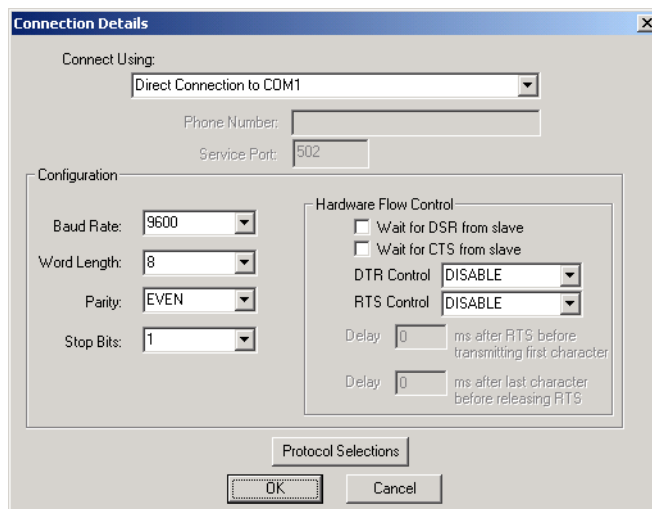 Connection Details
Connect Using:
Direct Connection to COM1
Phone Number:
Service Port: 502
Configuration
Baud Rate: 9600
Word Length: 8
Parity: EVEN
Stop Bits: 1
Hardware Flow Control
Wait for DSR from slave
Wait for CTS from slave
DTR Control DISABLE
RTS Control DISABLE
Delay 0 ms after RTS before
transmitting first character
Delay 0 ms after last character
before releasing RTS
Protocol Selections
OK Cancel